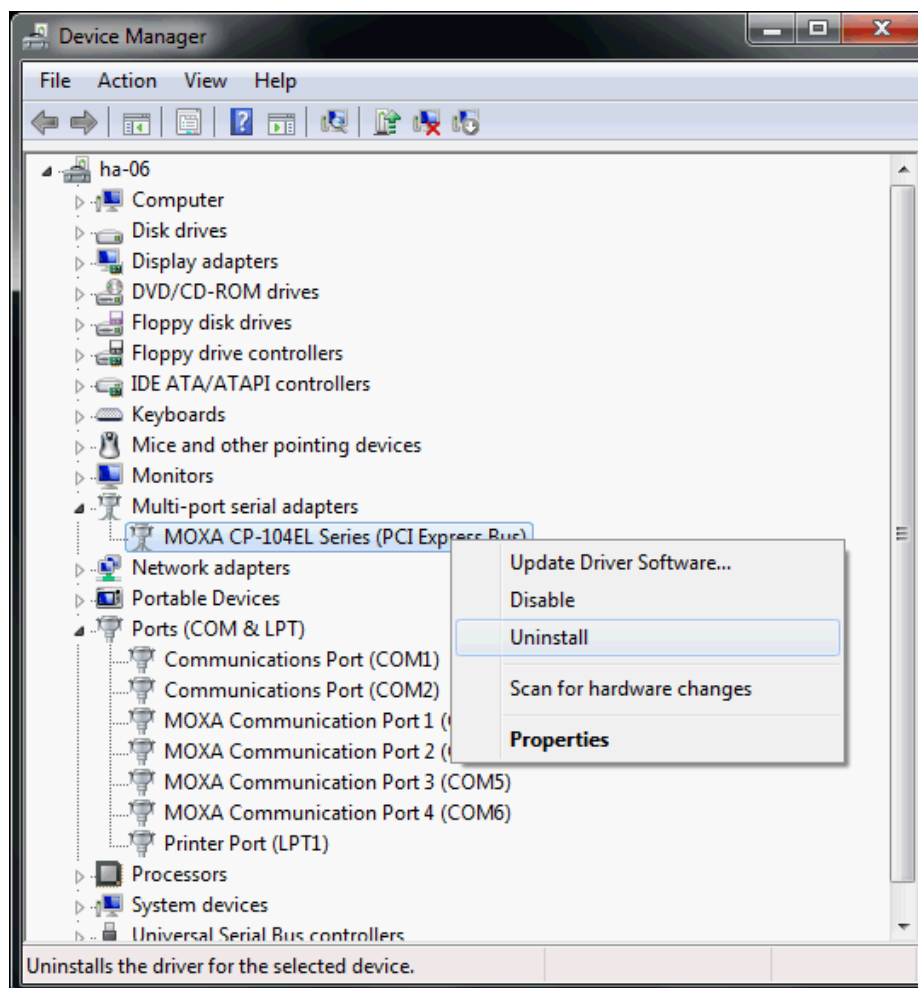 Device Manager
File Action View Help
ha-06
Computer
Disk drives
Display adapters
DVD/CD-ROM drives
Floppy disk drives
Floppy drive controllers
IDE ATA/ATAPI controllers
Keyboards
Mice and other pointing devices
Monitors
Multi-port serial adapters
MOXA CP-104EL Series (PCI Express Bus)
Network adapters
Portable Devices
Ports (COM & LPT)
Communications Port (COM1)
Communications Port (COM2)
MOXA Communication Port 1 (
MOXA Communication Port 2 (
MOXA Communication Port 3 (COM5)
MOXA Communication Port 4 (COM6)
Printer Port (LPT1)
Processors
System devices
Universal Serial Bus controllers
Update Driver Software...
Disable
Uninstall
Scan for hardware changes
Properties
Uninstalls the driver for the selected device.